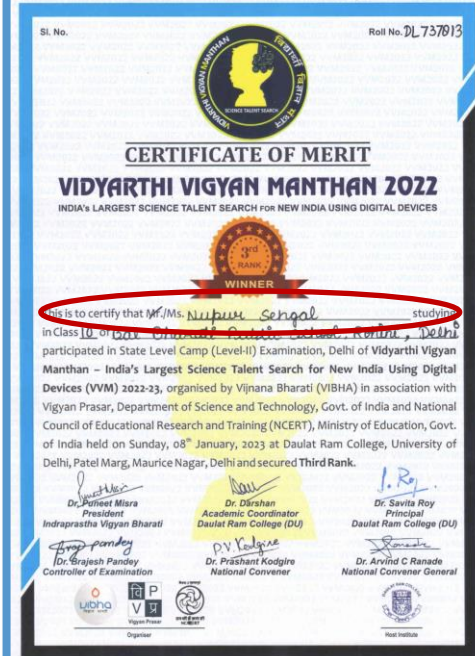 Sl. No.
Roll No. DL737013
VIDYARTHI VIGYAN MANTHAN
विद्यार्थी विज्ञान मंथन
SCIENCE TALENT SEARCH
CERTIFICATE OF MERIT
VIDYARTHI VIGYAN MANTHAN 2022
INDIA's LARGEST SCIENCE TALENT SEARCH FOR NEW INDIA USING DIGITAL DEVICES
3rd
RANK
WINNER
This is to certify that Mr./Ms. Nupur Sehgal studying
in Class 10 of Bal Bharati Public School, Rohini, Delhi
participated in State Level Camp (Level-II) Examination, Delhi of Vidyarthi Vigyan
Manthan – India's Largest Science Talent Search for New India Using Digital
Devices (VVM) 2022-23, organised by Vijnana Bharati (VIBHA) in association with
Vigyan Prasar, Department of Science and Technology, Govt. of India and National
Council of Educational Research and Training (NCERT), Ministry of Education, Govt.
of India held on Sunday, 08th January, 2023 at Daulat Ram College, University of
Delhi, Patel Marg, Maurice Nagar, Delhi and secured Third Rank.
Dr. Puneet Misra
President
Indraprastha Vigyan Bharati
Dr. Darshan
Academic Coordinator
Daulat Ram College (DU)
Dr. Savita Roy
Principal
Daulat Ram College (DU)
Dr. Brajesh Pandey
Controller of Examination
P.V. Kodgire
Dr. Prashant Kodgire
National Convener
Dr. Arvind C Ranade
National Convener General
vibha
वि P
V प्र
Vigyan Prasar
NCERT
Organiser
Host Institute